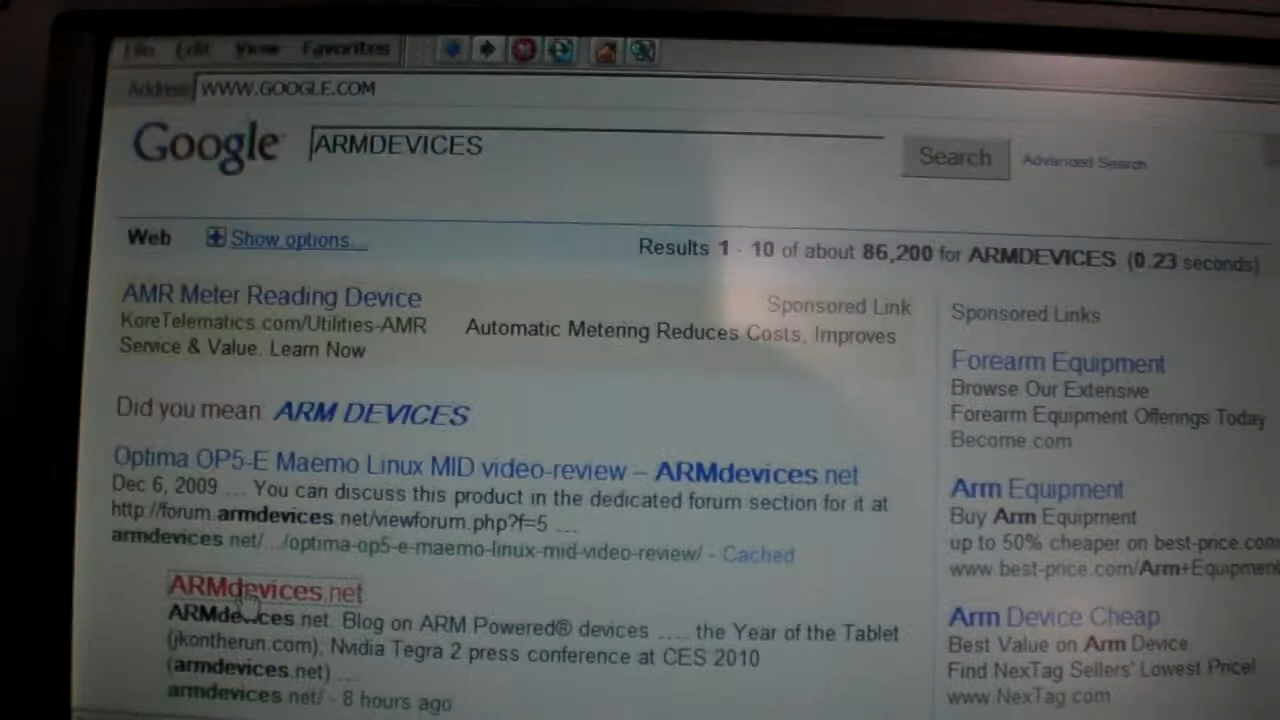 File Edit View Favorites
Address WWW.GOOGLE.COM
Google ARMDEVICES Search Advanced Search
Web Show options... Results 1 - 10 of about 86,200 for ARMDEVICES (0.23 seconds)
AMR Meter Reading Device Sponsored Link
KoreTelematics.com/Utilities-AMR Automatic Metering Reduces Costs, Improves
Service & Value. Learn Now
Did you mean ARM DEVICES
Optima OP5-E Maemo Linux MID video-review – ARMdevices.net
Dec 6, 2009 ... You can discuss this product in the dedicated forum section for it at
http://forum.armdevices.net/viewforum.php?f=5 ...
armdevices.net/.../optima-op5-e-maemo-linux-mid-video-review/ - Cached
ARMdevices.net
ARMdevices.net. Blog on ARM Powered® devices .... the Year of the Tablet
(jkontherun.com); Nvidia Tegra 2 press conference at CES 2010
(armdevices.net) ...
armdevices.net/ - 8 hours ago
Sponsored Links
Forearm Equipment
Browse Our Extensive
Forearm Equipment Offerings Today
Become.com
Arm Equipment
Buy Arm Equipment
up to 50% cheaper on best-price.com
www.best-price.com/Arm+Equipment
Arm Device Cheap
Best Value on Arm Device
Find NexTag Sellers' Lowest Price!
www.NexTag.com